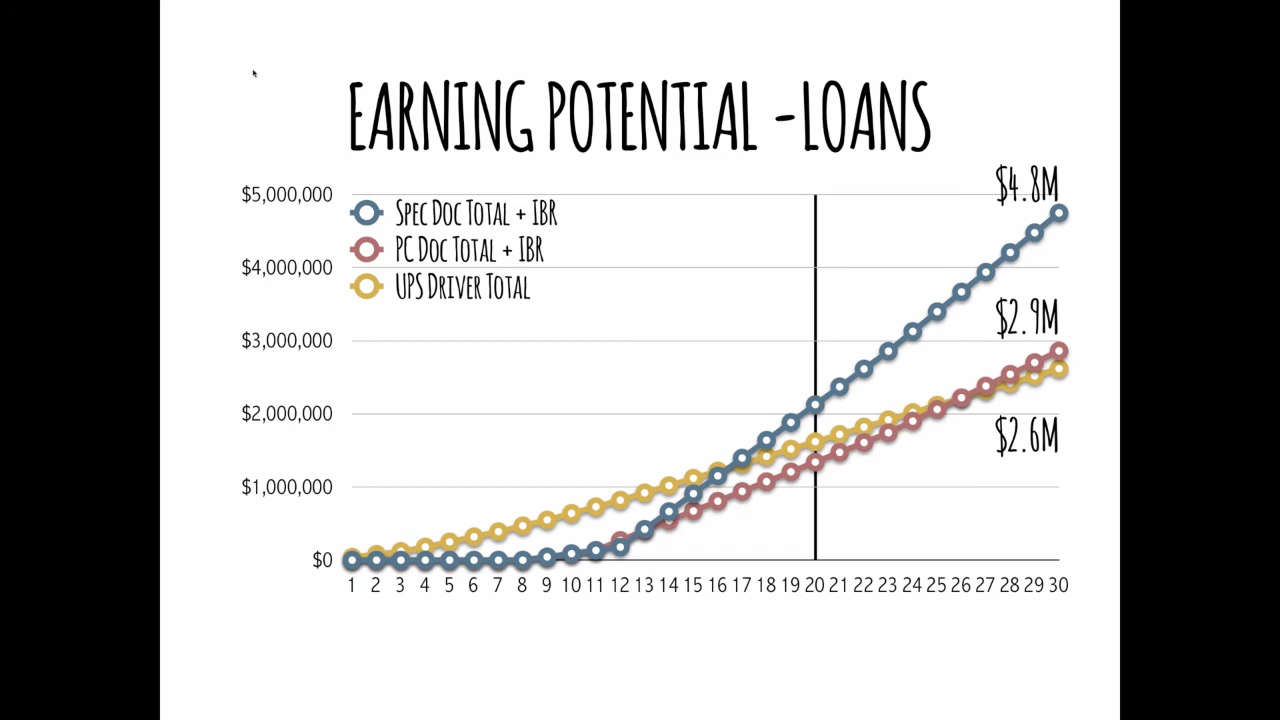 EARNING POTENTIAL -LOANS
$4.8M
$5,000,000
SPEC DOC TOTAL + IBR
PC DOC TOTAL + IBR
$4,000,000
UPS DRIVER TOTAL
$2.9M
$3,000,000
$2,000,000
$2.6M
$1,000,000
$0
1 2 3 4 5 6 7 8 9 10 11 12 13 14 15 16 17 18 19 20 21 22 23 24 25 26 27 28 29 30